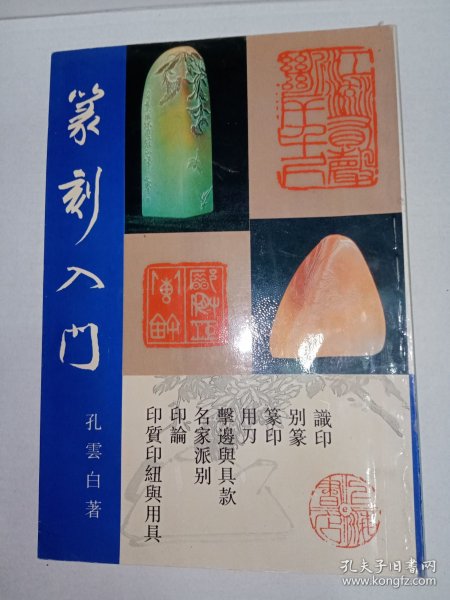 篆刻入門
孔雲白著
識印
別篆
篆印
用刀
擊邊與具款
名家派別
印論
印質印紐與用具
孔夫子旧书网
www.kongfz.com